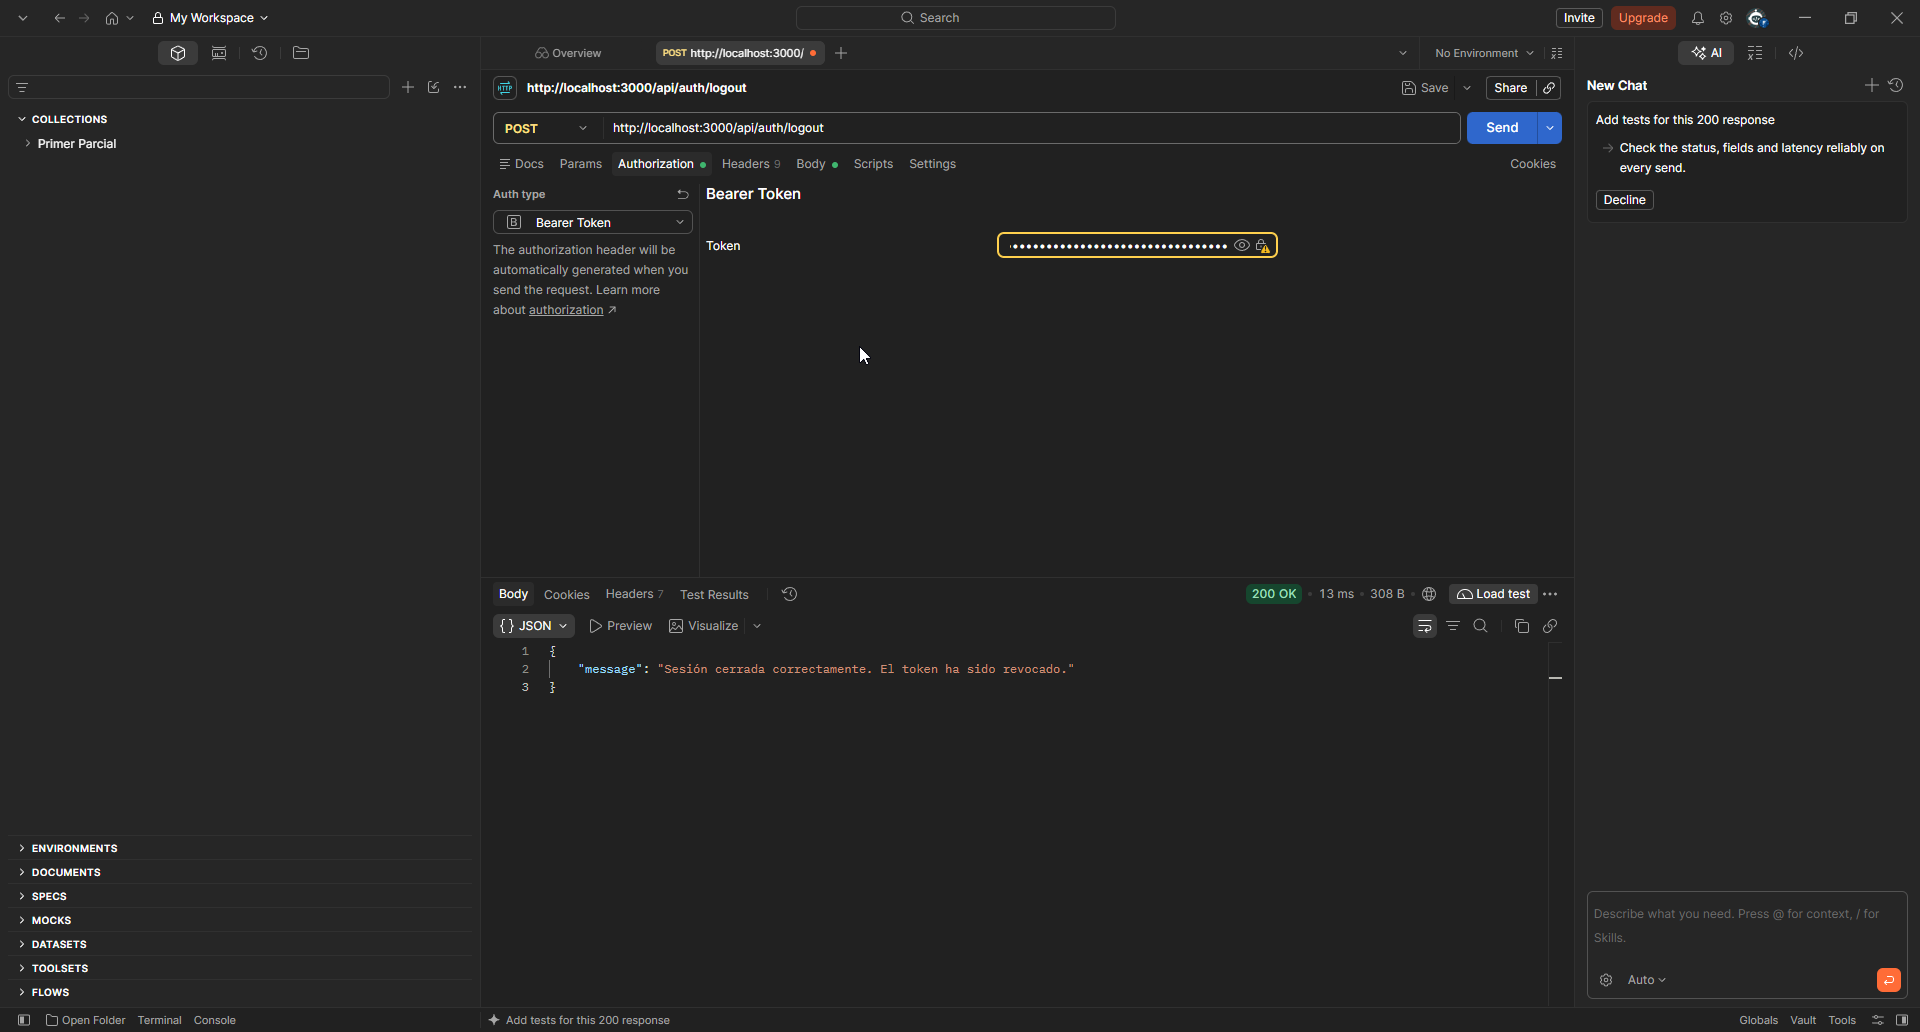 My Workspace
Search
Invite
Upgrade
Overview
POST http://localhost:3000/
No Environment
AI
HTTP
http://localhost:3000/api/auth/logout
Save
Share
New Chat
COLLECTIONS
Primer Parcial
POST
http://localhost:3000/api/auth/logout
Send
Add tests for this 200 response
Check the status, fields and latency reliably on
every send.
Decline
Docs
Params
Authorization
Headers 9
Body
Scripts
Settings
Cookies
Auth type
B
Bearer Token
The authorization header will be
automatically generated when you
send the request. Learn more
about authorization
Bearer Token
Token
Body
Cookies
Headers 7
Test Results
200 OK
13 ms
308 B
Load test
{} JSON
Preview
Visualize
1 {
2 "message": "Sesión cerrada correctamente. El token ha sido revocado."
3 }
ENVIRONMENTS
DOCUMENTS
SPECS
MOCKS
DATASETS
TOOLSETS
FLOWS
Describe what you need. Press @ for context, / for
Skills.
Auto
Open Folder
Terminal
Console
Add tests for this 200 response
Globals
Vault
Tools